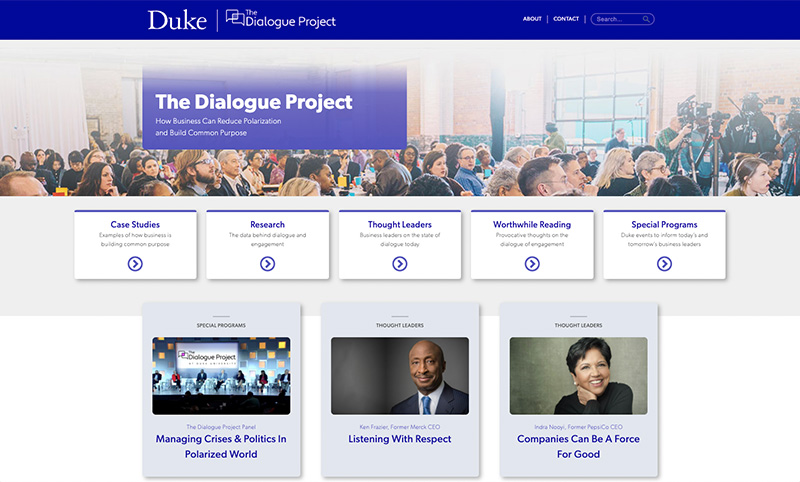 Duke
The
Dialogue Project
ABOUT
CONTACT
Search...
The Dialogue Project
How Business Can Reduce Polarization
and Build Common Purpose
Case Studies
Examples of how business is
building common purpose
Research
The data behind dialogue and
engagement
Thought Leaders
Business leaders on the state of
dialogue today
Worthwhile Reading
Provocative thoughts on the
dialogue of engagement
Special Programs
Duke events to inform today's and
tomorrow's business leaders
SPECIAL PROGRAMS
The
Dialogue Project
AT DUKE UNIVERSITY
The Dialogue Project Panel
Managing Crises & Politics In
Polarized World
THOUGHT LEADERS
Ken Frazier, Former Merck CEO
Listening With Respect
THOUGHT LEADERS
Indra Nooyi, Former PepsiCo CEO
Companies Can Be A Force
For Good